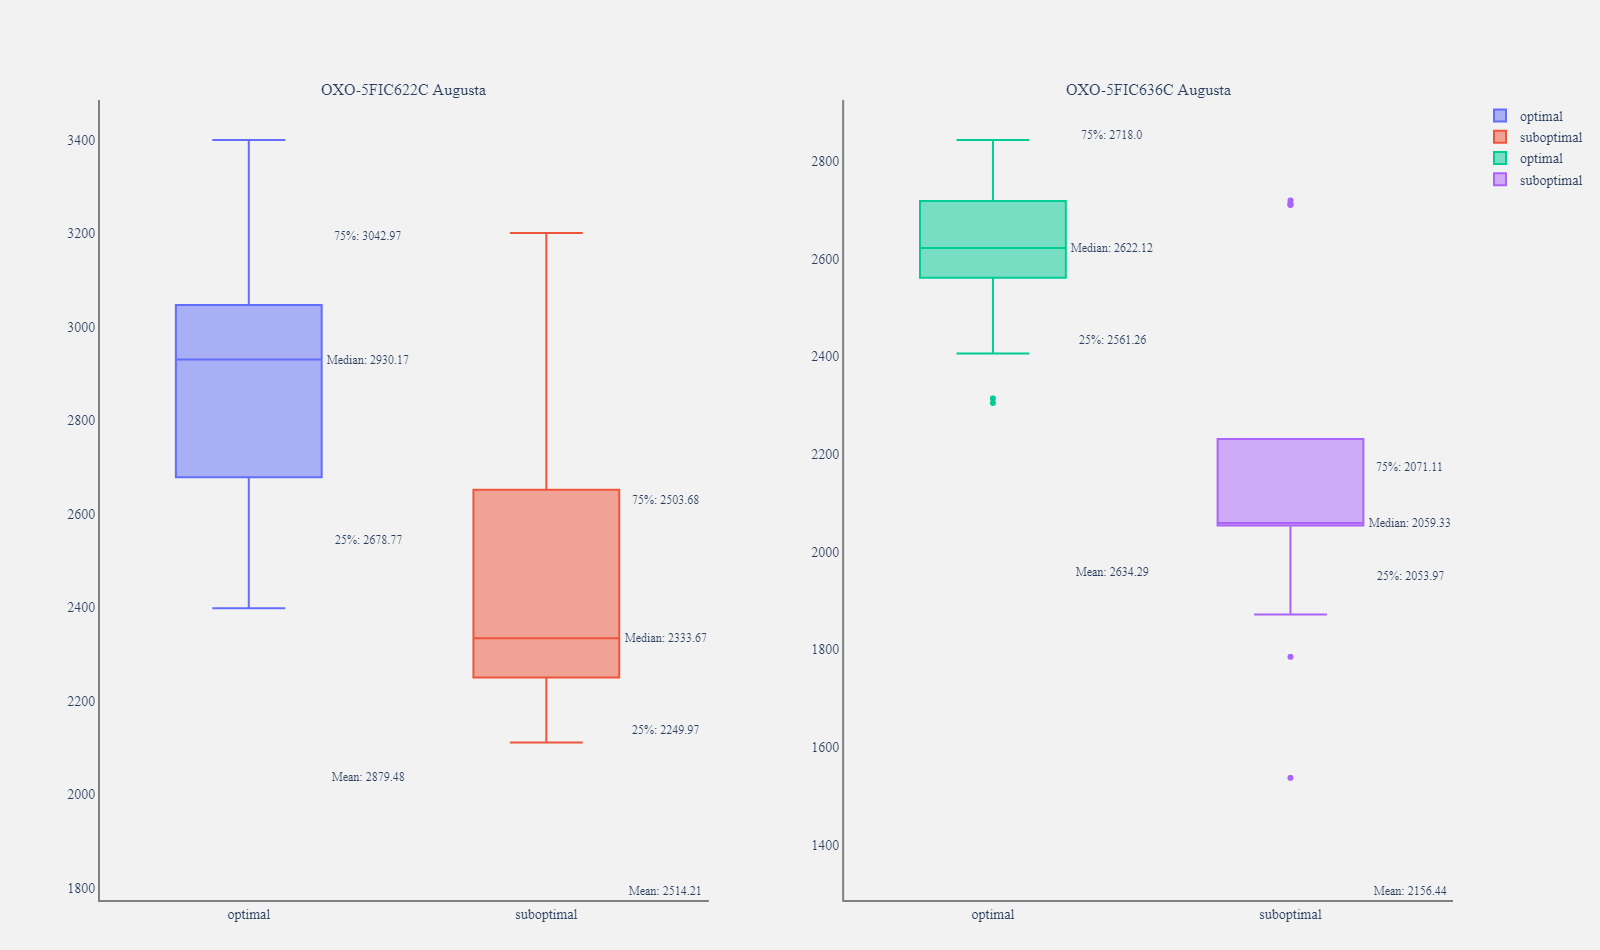 OXO-5FIC622C Augusta
3400
3200
3000
2800
2600
2400
2200
2000
1800
75%: 3042.97
Median: 2930.17
25%: 2678.77
Mean: 2879.48
75%: 2503.68
Median: 2333.67
25%: 2249.97
Mean: 2514.21
optimal
suboptimal
OXO-5FIC636C Augusta
2800
2600
2400
2200
2000
1800
1600
1400
75%: 2718.0
Median: 2622.12
25%: 2561.26
Mean: 2634.29
75%: 2071.11
Median: 2059.33
25%: 2053.97
Mean: 2156.44
optimal
suboptimal
optimal
suboptimal
optimal
suboptimal